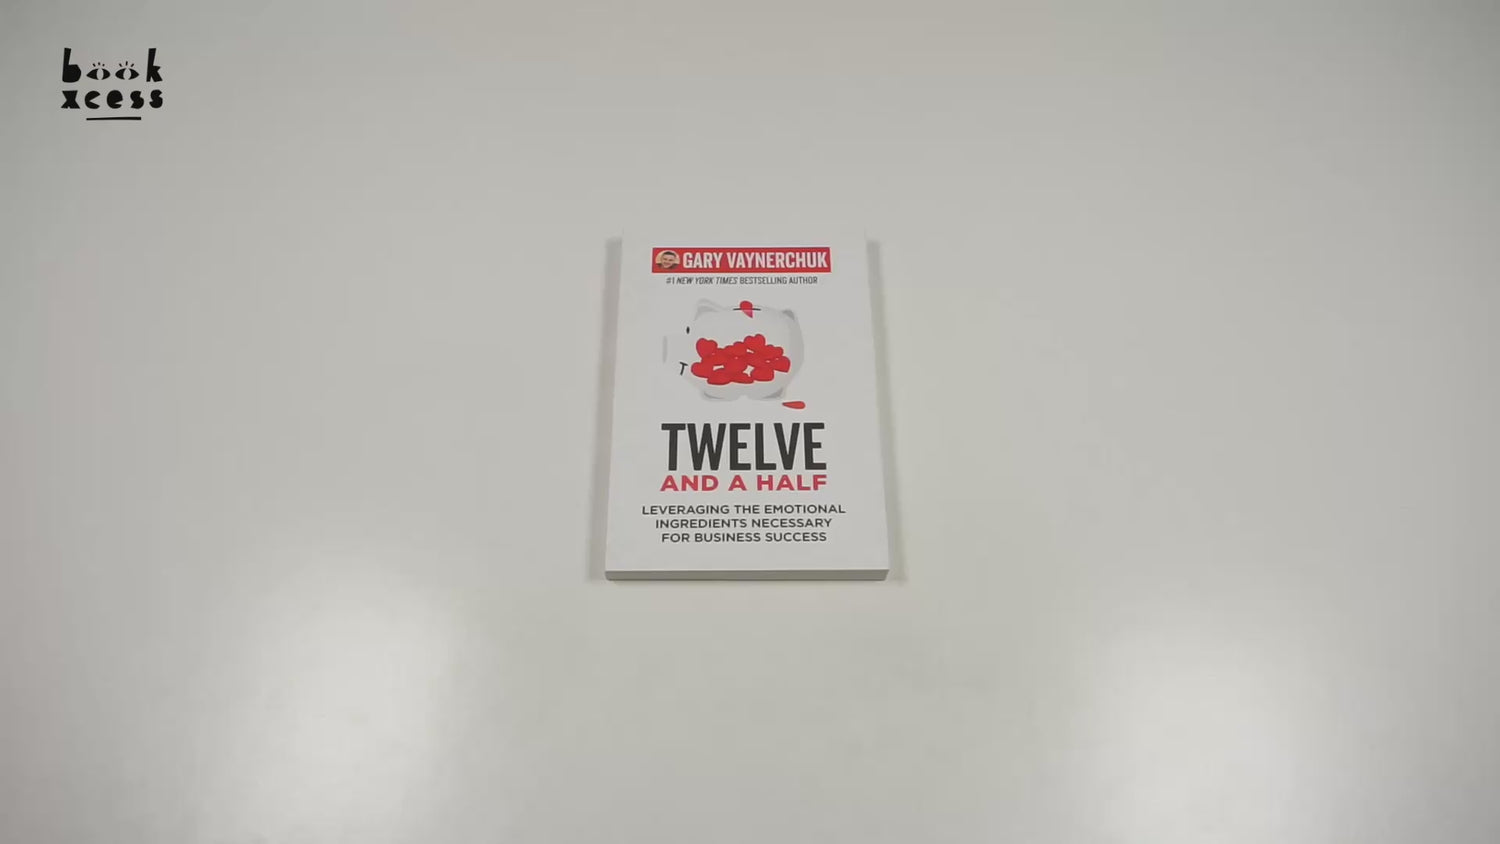 book
xcess
GARY VAYNERCHUK
#1 NEW YORK TIMES BESTSELLING AUTHOR
TWELVE
AND A HALF
LEVERAGING THE EMOTIONAL
INGREDIENTS NECESSARY
FOR BUSINESS SUCCESS